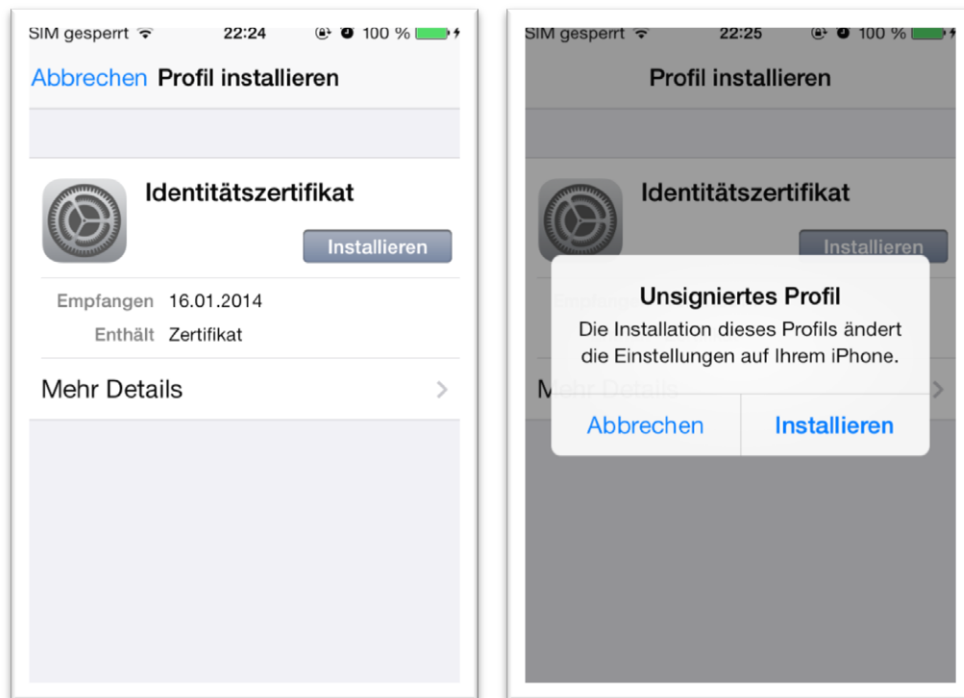 SIM gesperrt 22:24 100 %
Abbrechen Profil installieren
Identitätszertifikat
Installieren
Empfangen 16.01.2014
Enthält Zertifikat
Mehr Details
SIM gesperrt 22:25 100 %
Profil installieren
Identitätszertifikat
Installieren
Unsigniertes Profil
Die Installation dieses Profils ändert
die Einstellungen auf Ihrem iPhone.
Mehr Details
Abbrechen Installieren